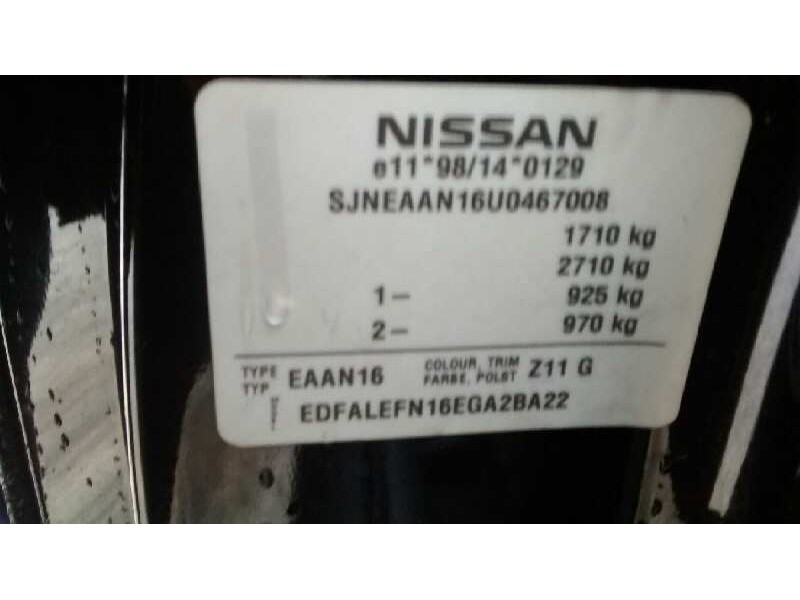 NISSAN
e11*98/14*0129
SJNEAAN16U0467008
1710 kg
2710 kg
1- 925 kg
2- 970 kg
TYPE TYP EAAN16 COLOUR, TRIM FARBE, POLST Z11 G
EDFALEFN16EGA2BA22